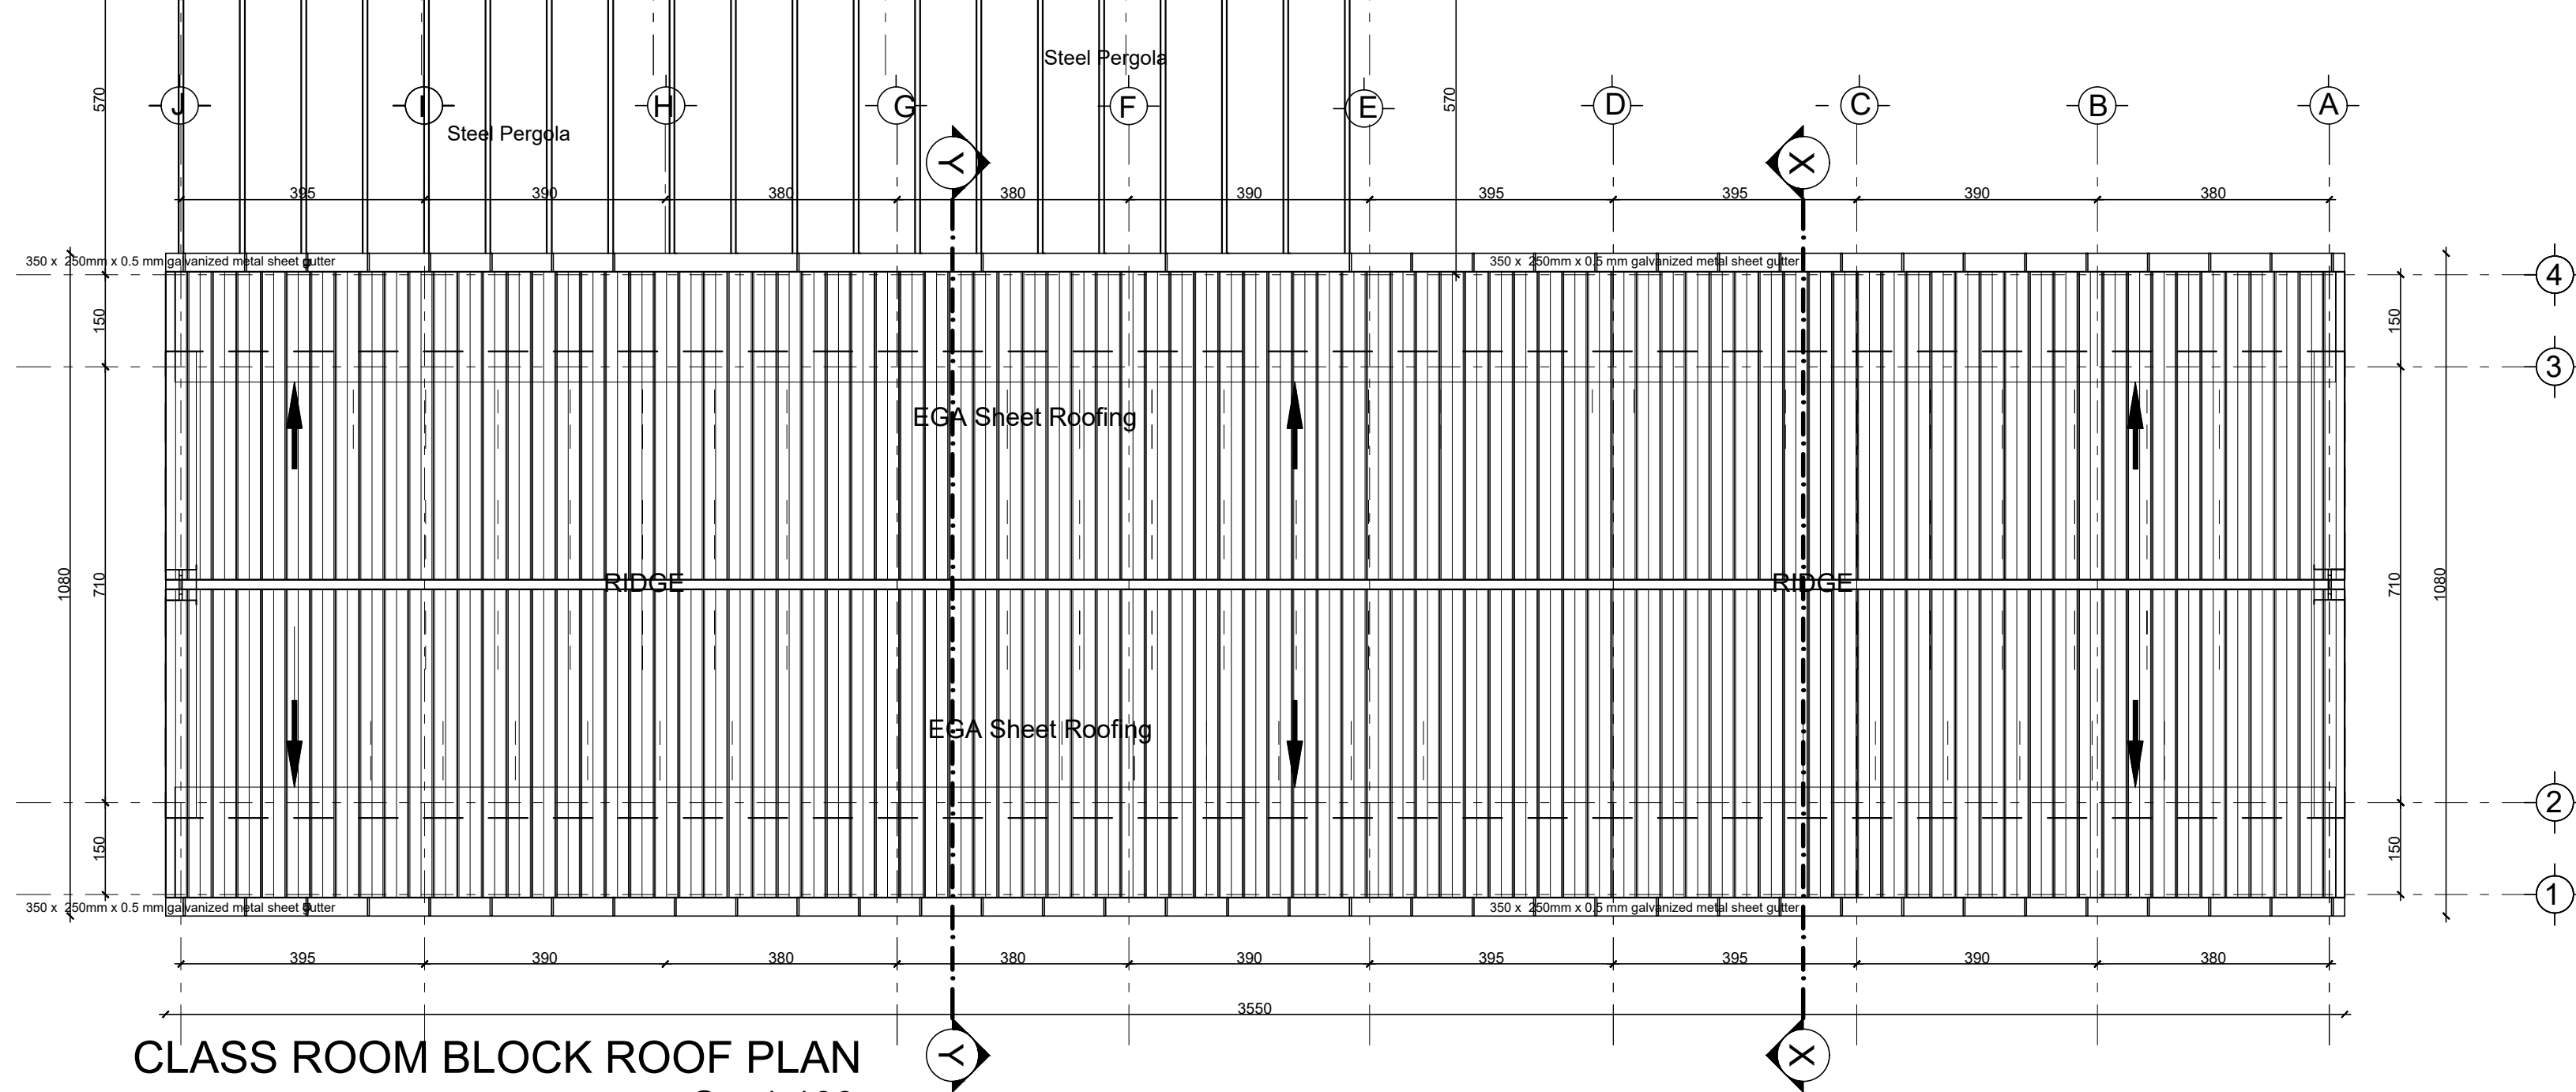 Steel Pergola
570
570
J
I
H
G
F
E
D
C
B
A
Steel Pergola
Y
X
395
390
380
380
390
395
395
390
380
350 x 250mm x 0.5 mm galvanized metal sheet gutter
350 x 250mm x 0.5 mm galvanized metal sheet gutter
4
150
150
3
EGA Sheet Roofing
1080
710
RIDGE
RIDGE
710
1080
EGA Sheet Roofing
2
150
150
1
350 x 250mm x 0.5 mm galvanized metal sheet gutter
350 x 250mm x 0.5 mm galvanized metal sheet gutter
395
390
380
380
390
395
395
390
380
3550
CLASS ROOM BLOCK ROOF PLAN
Y
X